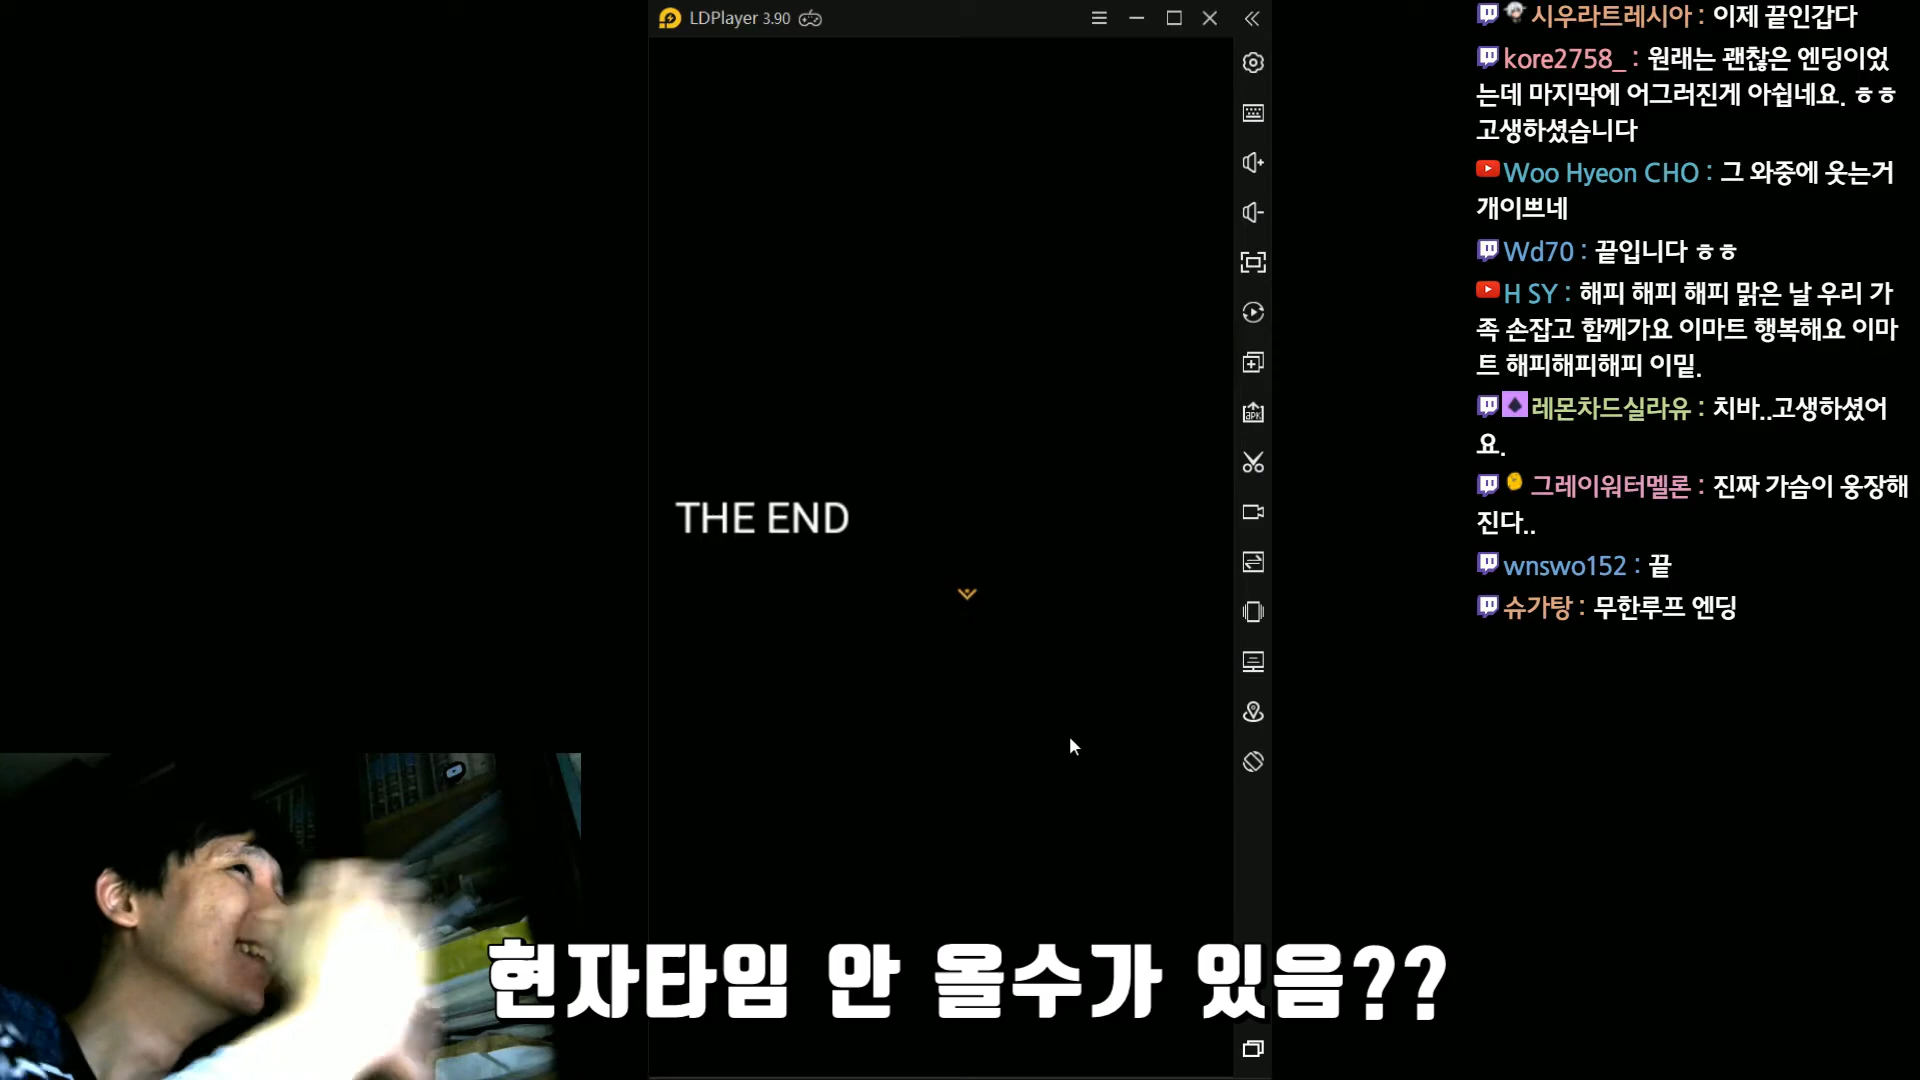 LDPlayer 3.90
THE END
현자타임 안 올수가 있음??
시우라트레시아 : 이제 끝인갑다
kore2758_ : 원래는 괜찮은 엔딩이었
는데 마지막에 어그러진게 아쉽네요. ㅎㅎ
고생하셨습니다
Woo Hyeon CHO : 그 와중에 웃는거
개이쁘네
Wd70 : 끝입니다 ㅎㅎ
H SY : 해피 해피 해피 맑은 날 우리 가
족 손잡고 함께가요 이마트 행복해요 이마
트 해피해피해피 이밑.
레몬차드실라유 : 치바..고생하셨어
요.
그레이워터멜론 : 진짜 가슴이 웅장해
진다..
wnswo152 : 끝
슈가탕 : 무한루프 엔딩